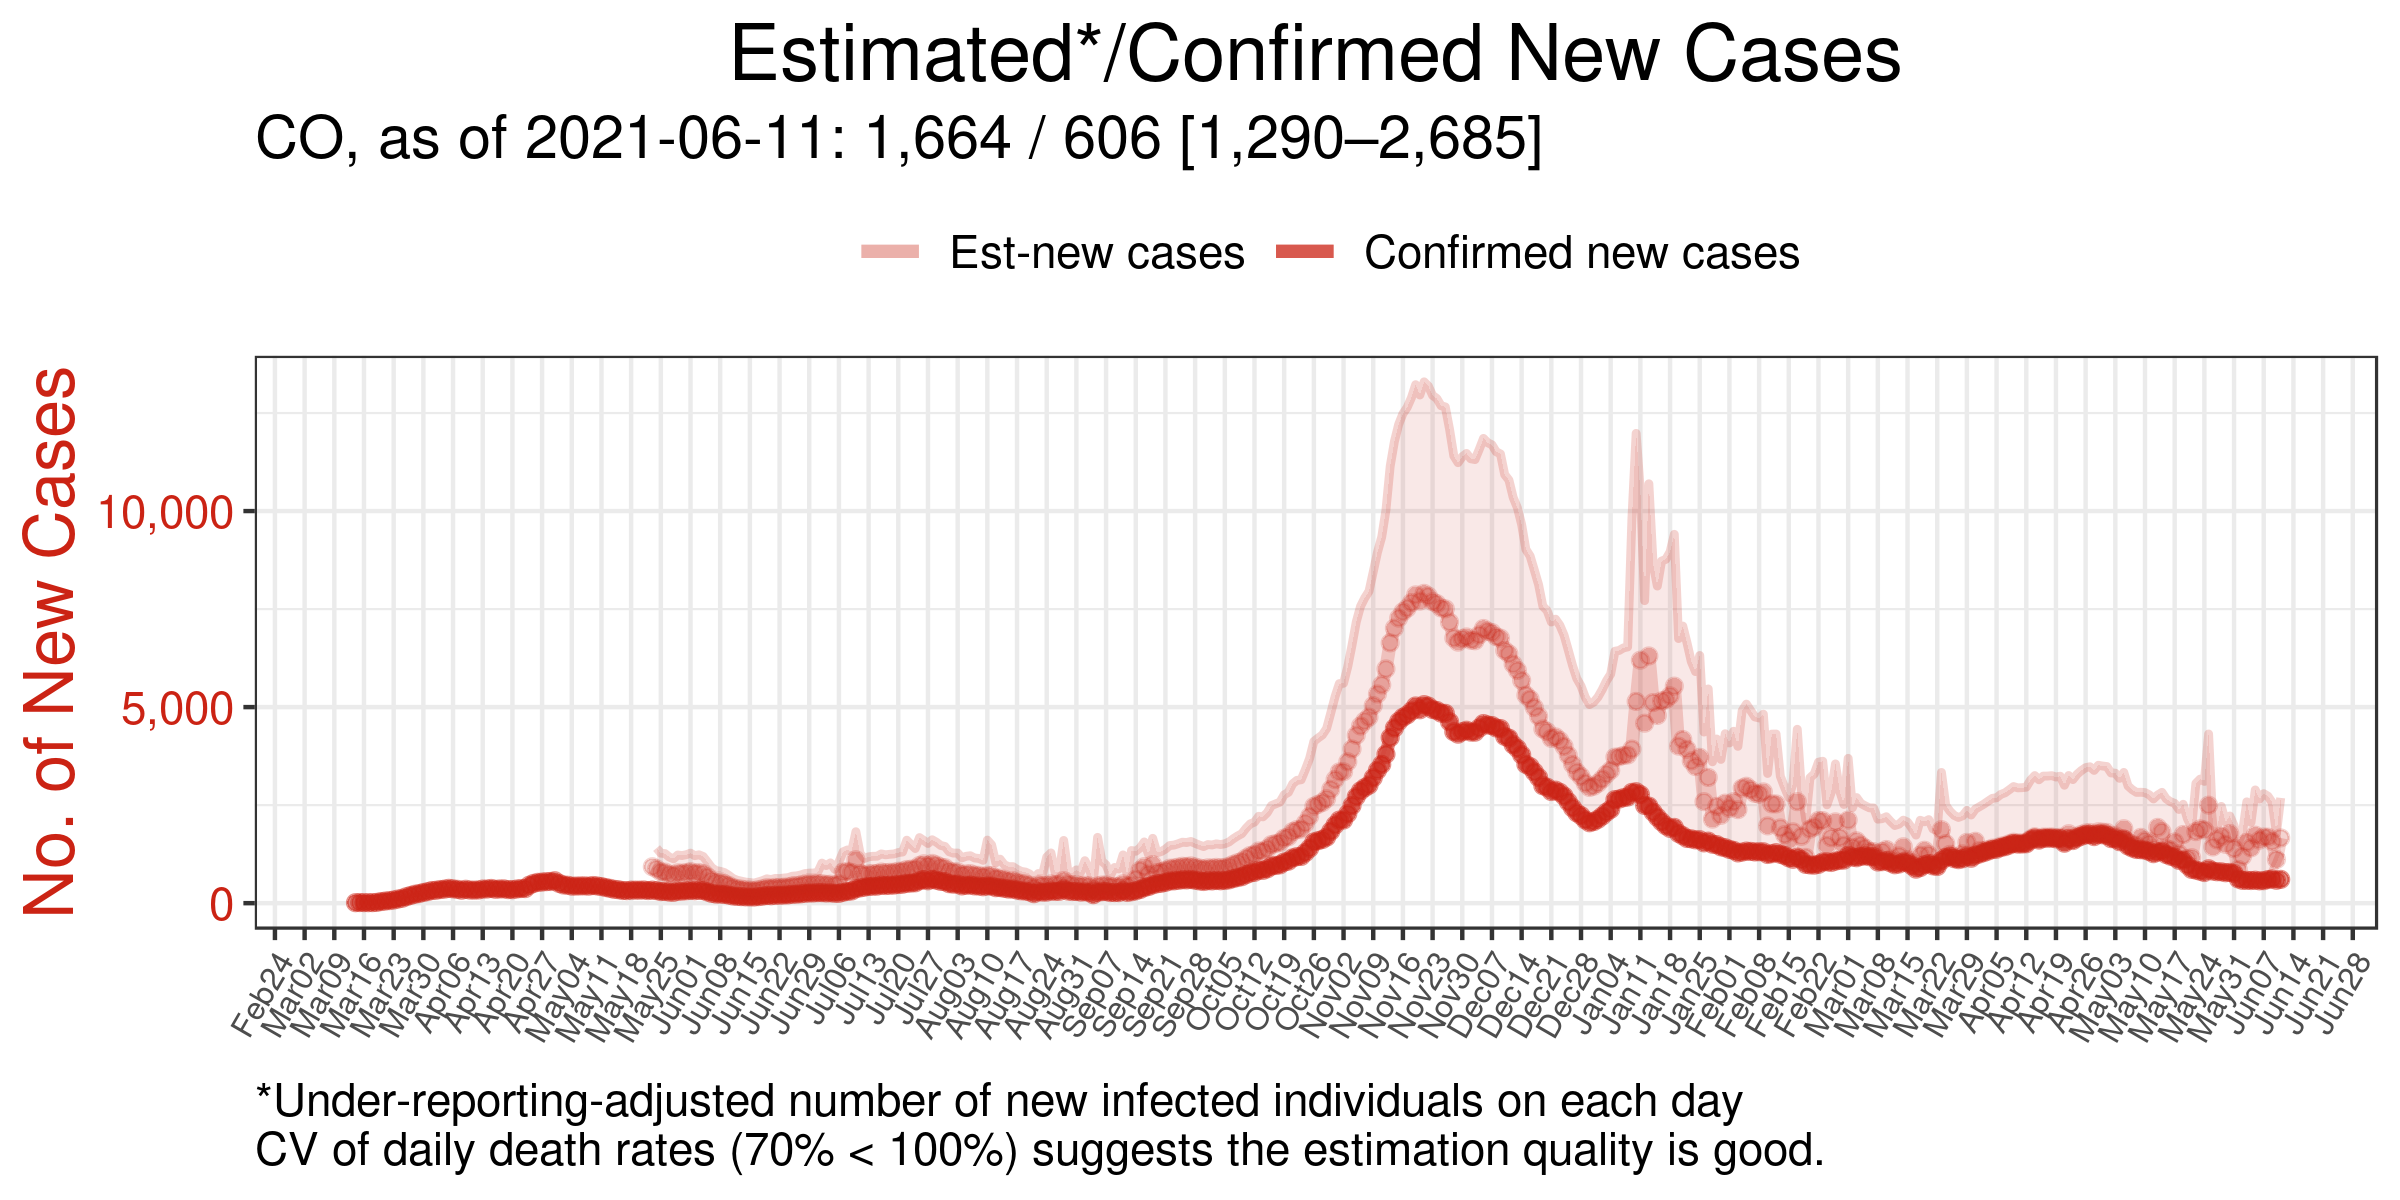 Estimated*/Confirmed New Cases
CO, as of 2021-06-11: 1,664 / 606 [1,290–2,685]
Est-new cases
Confirmed new cases
No. of New Cases
10,000
5,000
0
Feb24
Mar02
Mar09
Mar16
Mar23
Mar30
Apr06
Apr13
Apr20
Apr27
May04
May11
May18
May25
Jun01
Jun08
Jun15
Jun22
Jun29
Jul06
Jul13
Jul20
Jul27
Aug03
Aug10
Aug17
Aug24
Aug31
Sep07
Sep14
Sep21
Sep28
Oct05
Oct12
Oct19
Oct26
Nov02
Nov09
Nov16
Nov23
Nov30
Dec07
Dec14
Dec21
Dec28
Jan04
Jan11
Jan18
Jan25
Feb01
Feb08
Feb15
Feb22
Mar01
Mar08
Mar15
Mar22
Mar29
Apr05
Apr12
Apr19
Apr26
May03
May10
May17
May24
May31
Jun07
Jun14
Jun21
Jun28
*Under-reporting-adjusted number of new infected individuals on each day
CV of daily death rates (70% < 100%) suggests the estimation quality is good.